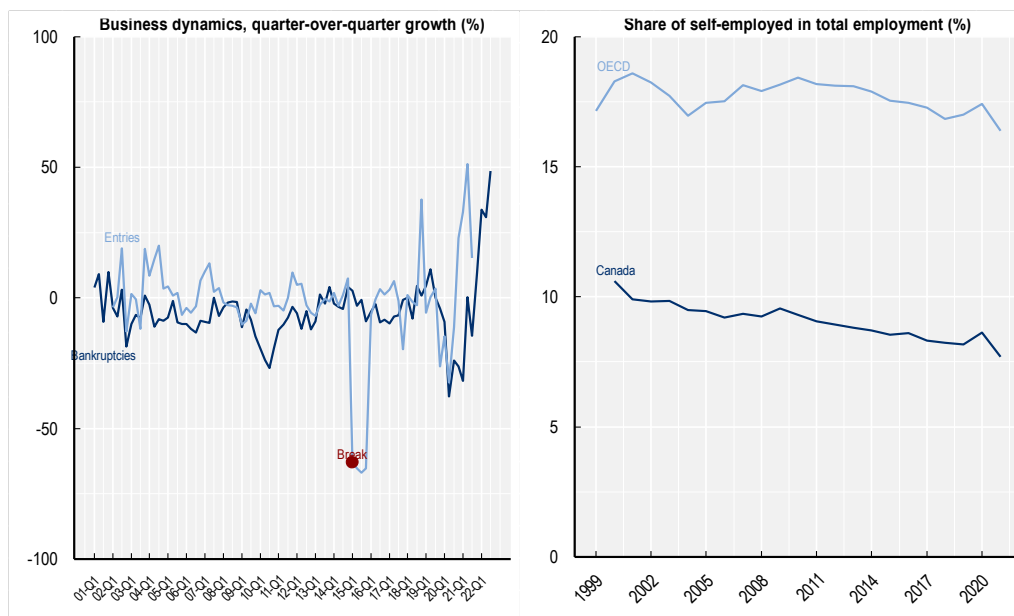 Business dynamics, quarter-over-quarter growth (%)
100
50
0
-50
-100
Entries
Bankruptcies
Break
01-Q1
02-Q1
03-Q1
04-Q1
05-Q1
06-Q1
07-Q1
08-Q1
09-Q1
10-Q1
11-Q1
12-Q1
13-Q1
14-Q1
15-Q1
16-Q1
17-Q1
18-Q1
19-Q1
20-Q1
21-Q1
22-Q1
Share of self-employed in total employment (%)
20
15
10
5
0
OECD
Canada
1999
2002
2005
2008
2011
2014
2017
2020